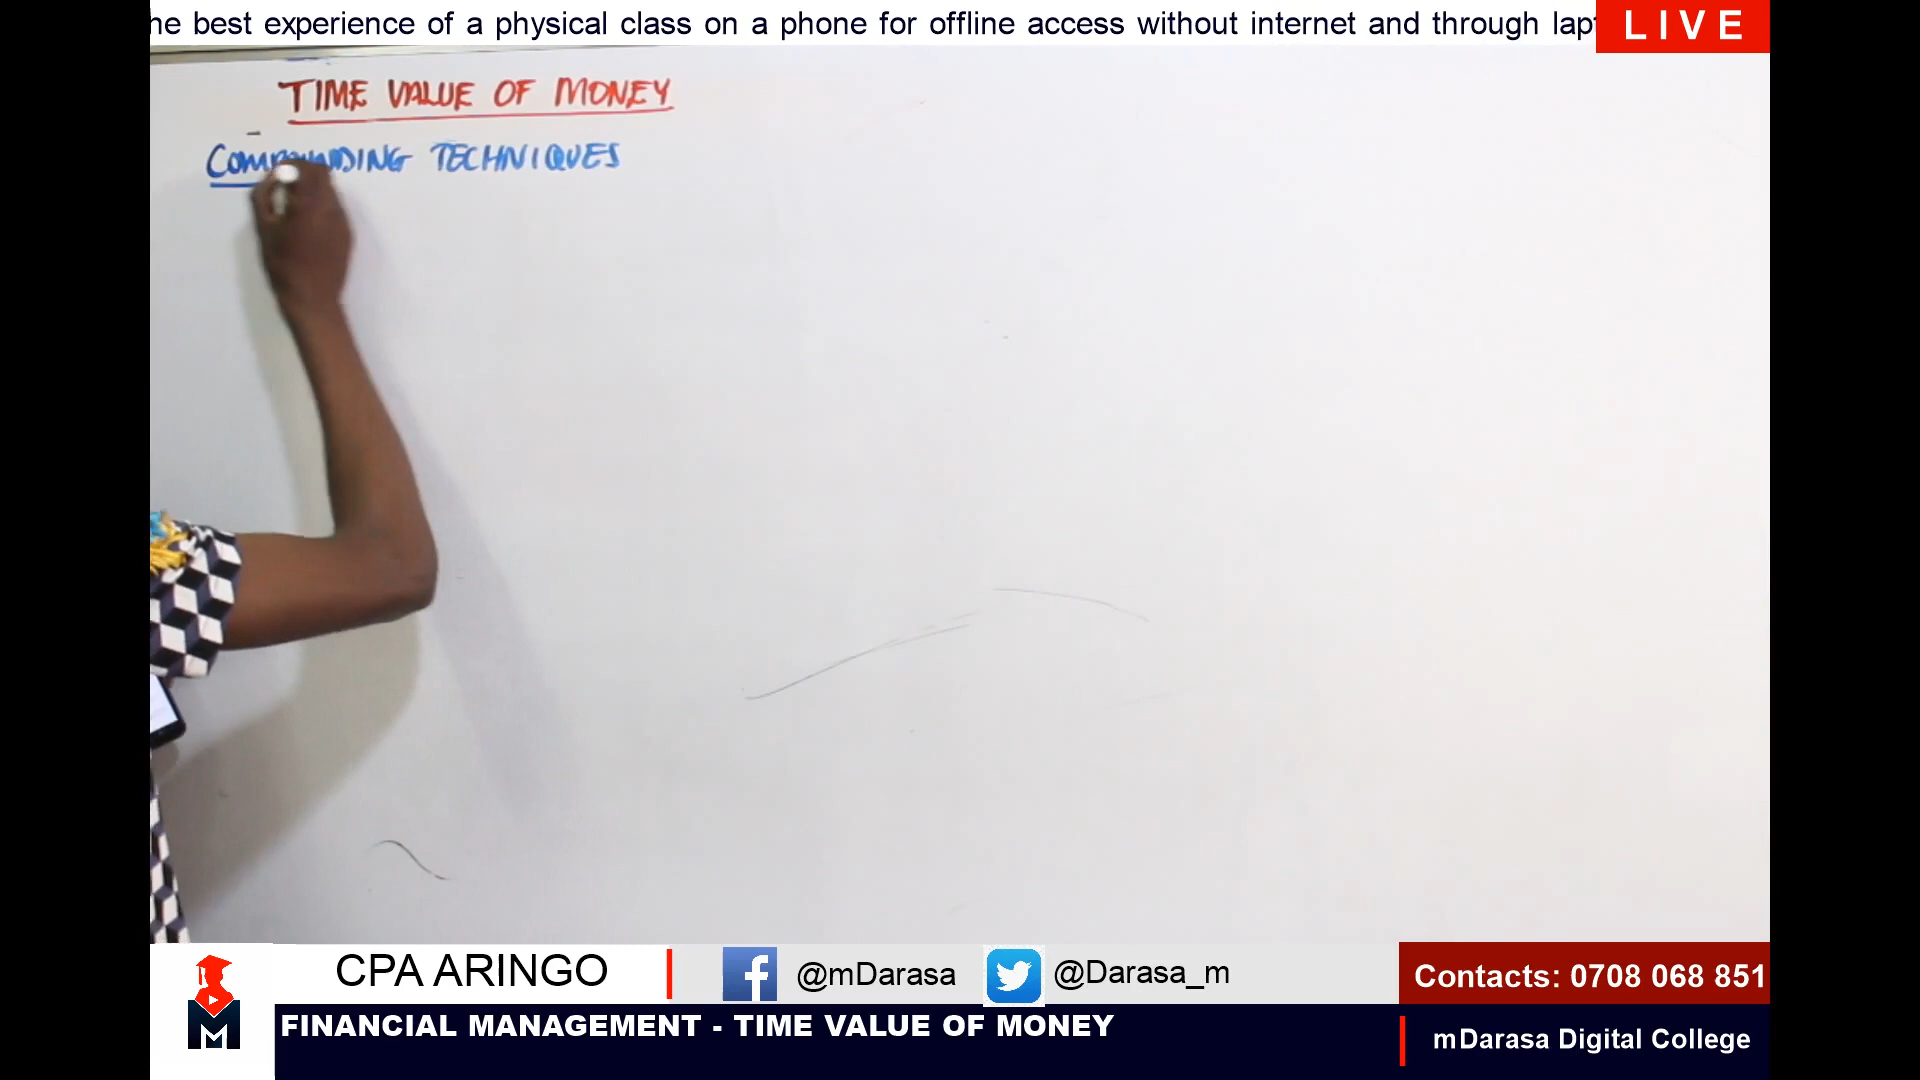 he best experience of a physical class on a phone for offline access without internet and through lap
LIVE
TIME VALUE OF MONEY
COMPOUNDING TECHNIQUES
CPA ARINGO
@mDarasa
@Darasa_m
Contacts: 0708 068 851
M
FINANCIAL MANAGEMENT - TIME VALUE OF MONEY
mDarasa Digital College